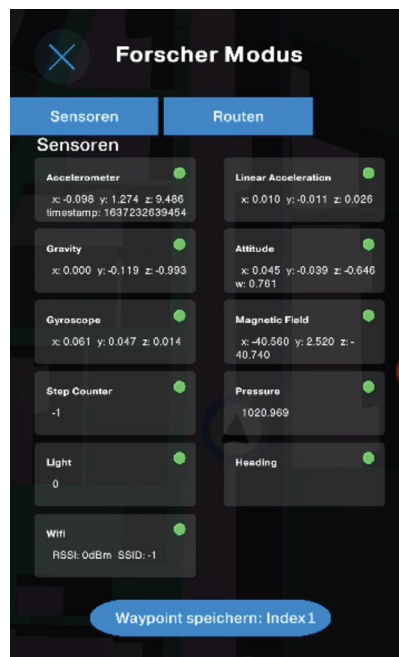 Forscher Modus
Sensoren
Routen
Sensoren
Accelerometer
x: -0.098 y: 1.274 z: 9.486
timestamp: 1637232639454
Linear Acceleration
x: 0.010 y: -0.011 z: 0.026
Gravity
x: 0.000 y: -0.119 z: -0.993
Attitude
x: 0.045 y: -0.039 z: -0.646
w: 0.761
Gyroscope
x: 0.061 y: 0.047 z: 0.014
Magnetic Field
x: -40.560 y: 2.520 z: -
40.740
Step Counter
-1
Pressure
1020.969
Light
0
Heading
Wifi
RSSI: 0dBm SSID: -1
Waypoint speichern: Index1